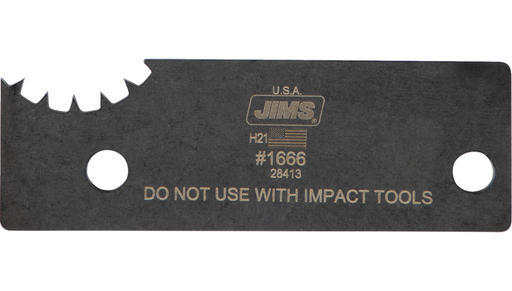 U.S.A.
JIMS®
H21
#1666
28413
DO NOT USE WITH IMPACT TOOLS